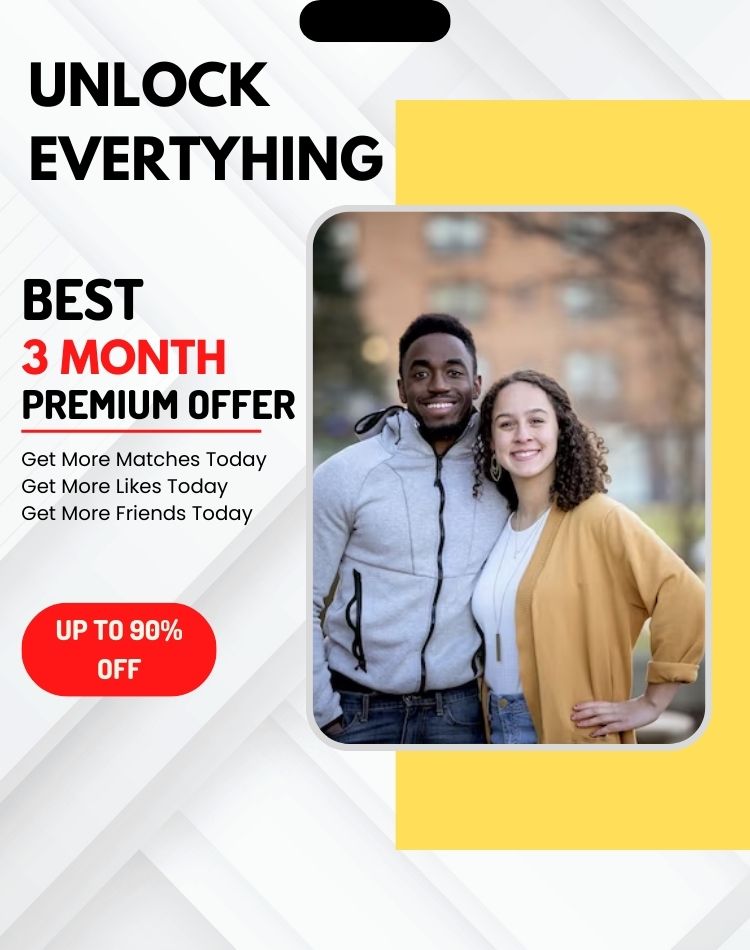 UNLOCK
EVERTYHING
BEST
3 MONTH
PREMIUM OFFER
Get More Matches Today
Get More Likes Today
Get More Friends Today
UP TO 90%
OFF